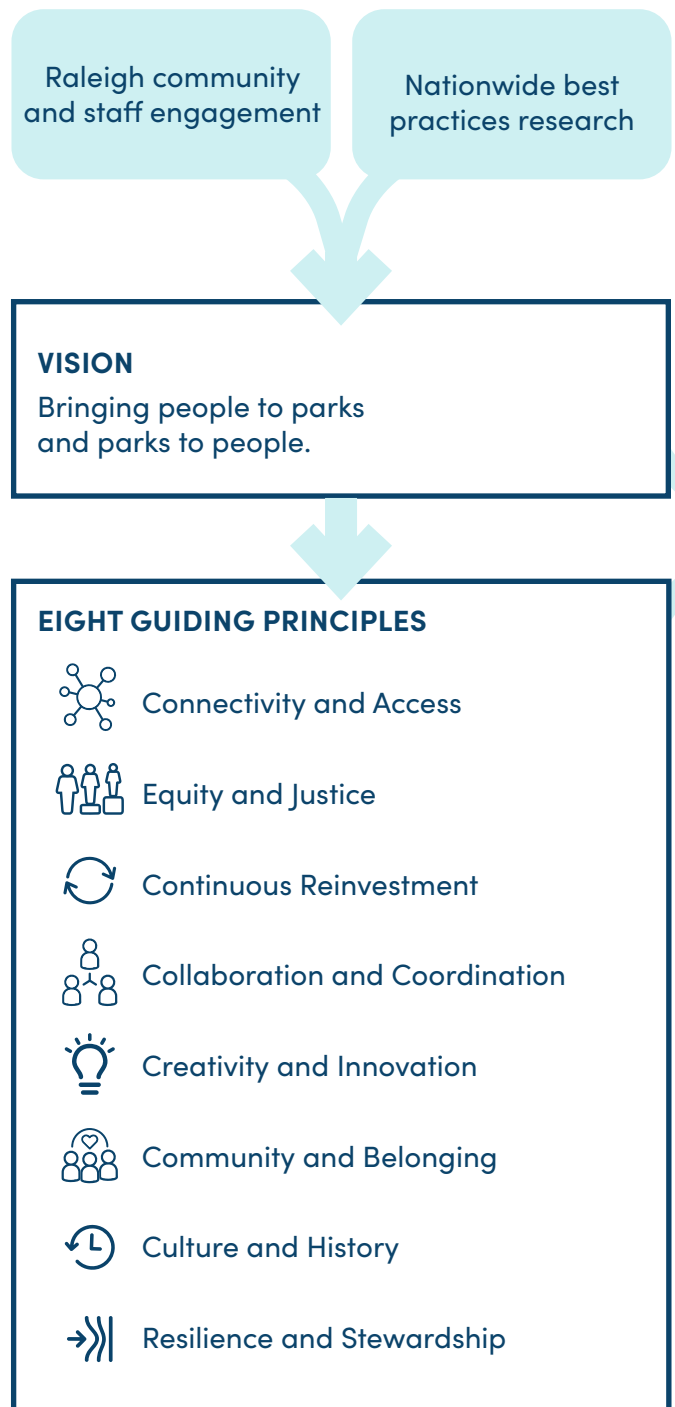 Raleigh community
and staff engagement
Nationwide best
practices research
VISION
Bringing people to parks
and parks to people.
EIGHT GUIDING PRINCIPLES
Connectivity and Access
Equity and Justice
Continuous Reinvestment
Collaboration and Coordination
Creativity and Innovation
Community and Belonging
Culture and History
Resilience and Stewardship